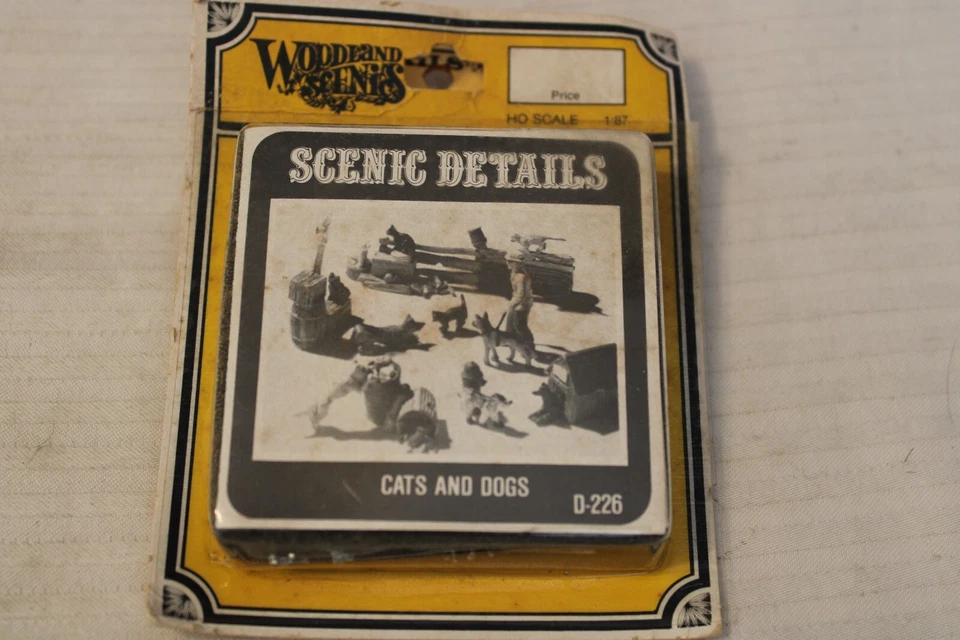 WOODLAND
SCENICS
Price
HO SCALE 1:87
SCENIC DETAILS
CATS AND DOGS
D-226